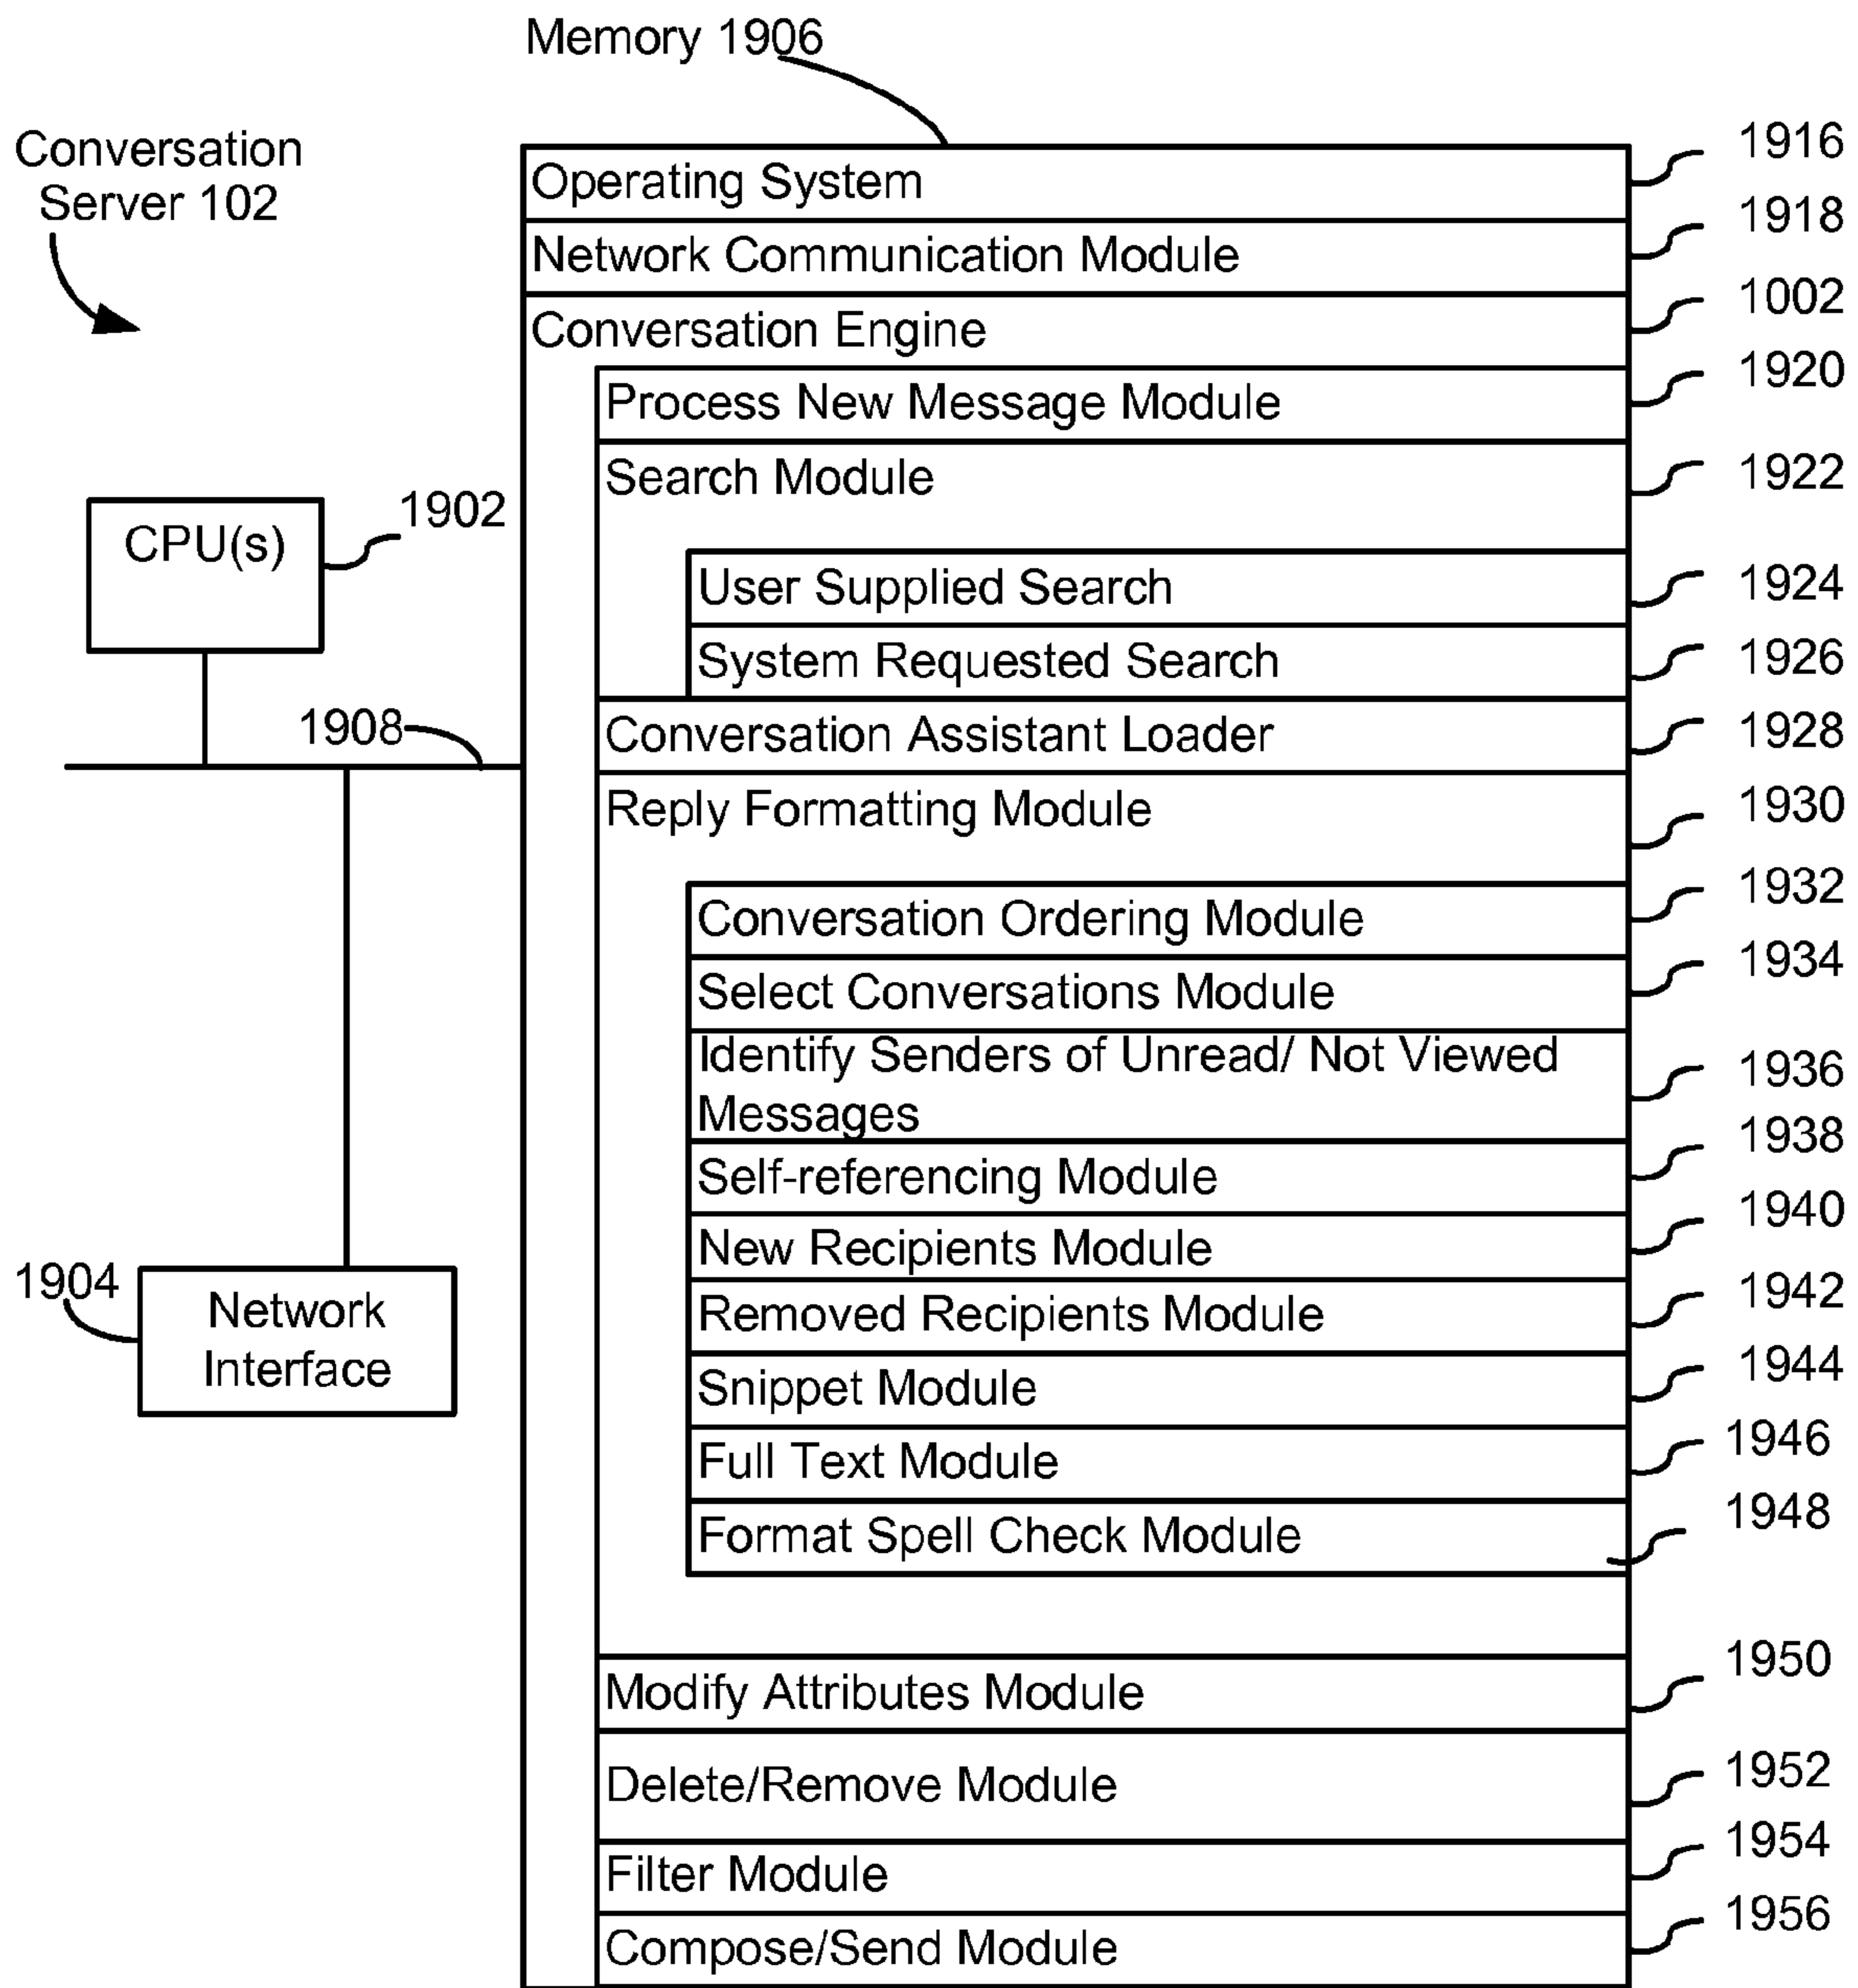 Memory 1906
Conversation
Server 102
Operating System 1916
Network Communication Module 1918
Conversation Engine 1002
Process New Message Module 1920
Search Module 1922
CPU(s) 1902
User Supplied Search 1924
System Requested Search 1926
1908
Conversation Assistant Loader 1928
Reply Formatting Module 1930
Conversation Ordering Module 1932
Select Conversations Module 1934
Identify Senders of Unread/ Not Viewed
Messages 1936
Self-referencing Module 1938
New Recipients Module 1940
1904
Network
Interface
Removed Recipients Module 1942
Snippet Module 1944
Full Text Module 1946
Format Spell Check Module 1948
Modify Attributes Module 1950
Delete/Remove Module 1952
Filter Module 1954
Compose/Send Module 1956